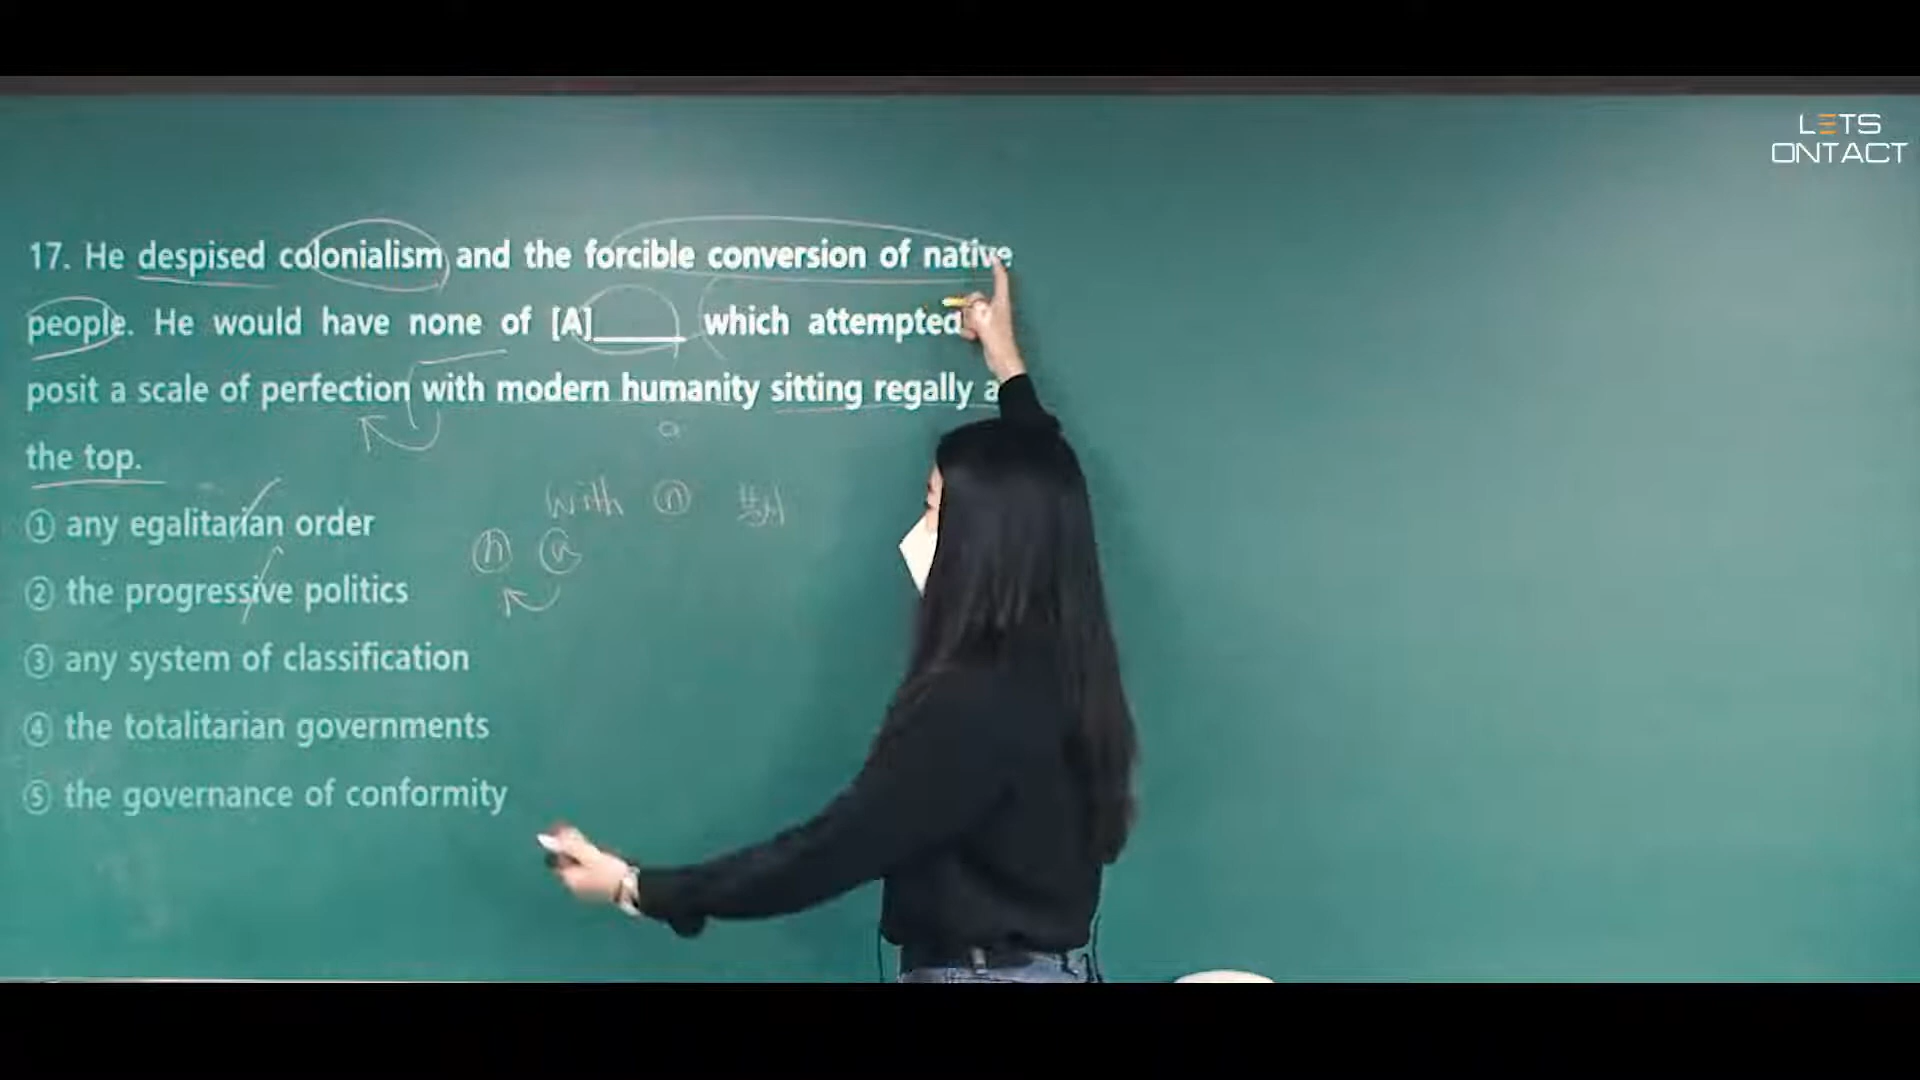 LETS
ONTACT
17. He despised colonialism and the forcible conversion of native
people. He would have none of [A]______ which attempted
posit a scale of perfection with modern humanity sitting regally a
the top.
① any egalitarian order
② the progressive politics
③ any system of classification
④ the totalitarian governments
⑤ the governance of conformity
a
with ⓝ
ⓝ ⓐ